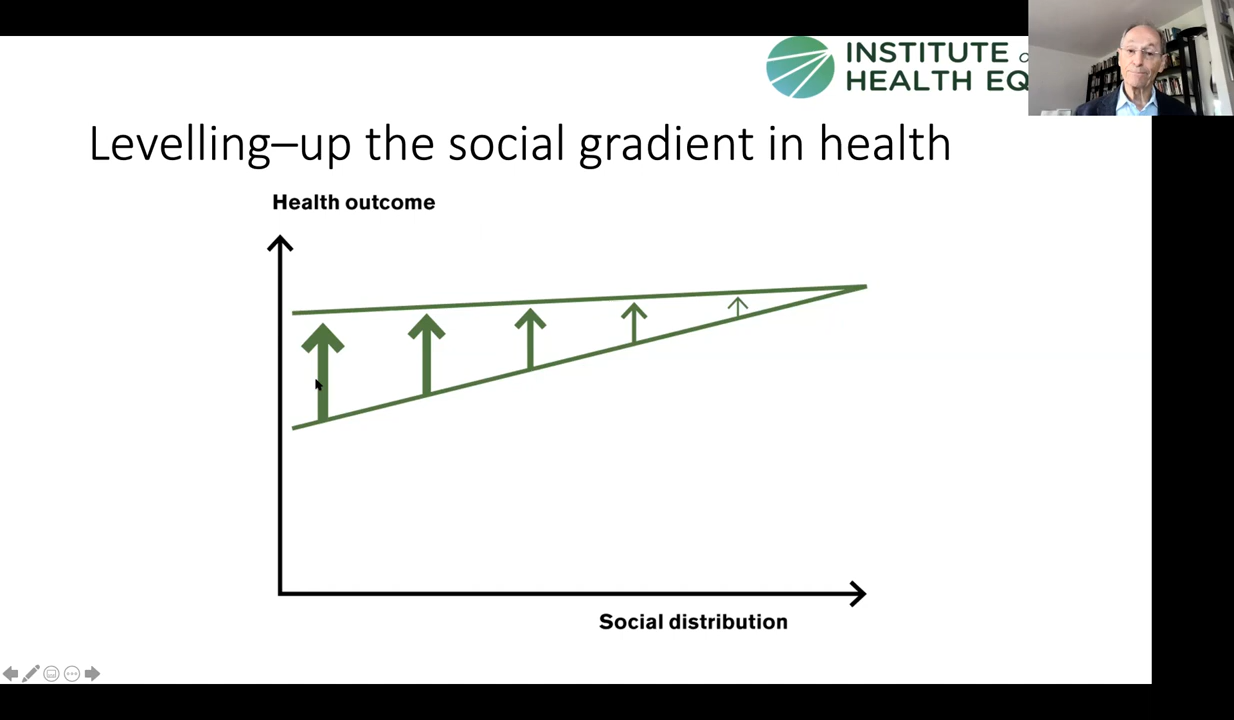 INSTITUTE
HEALTH EQ
Levelling–up the social gradient in health
Health outcome
Social distribution